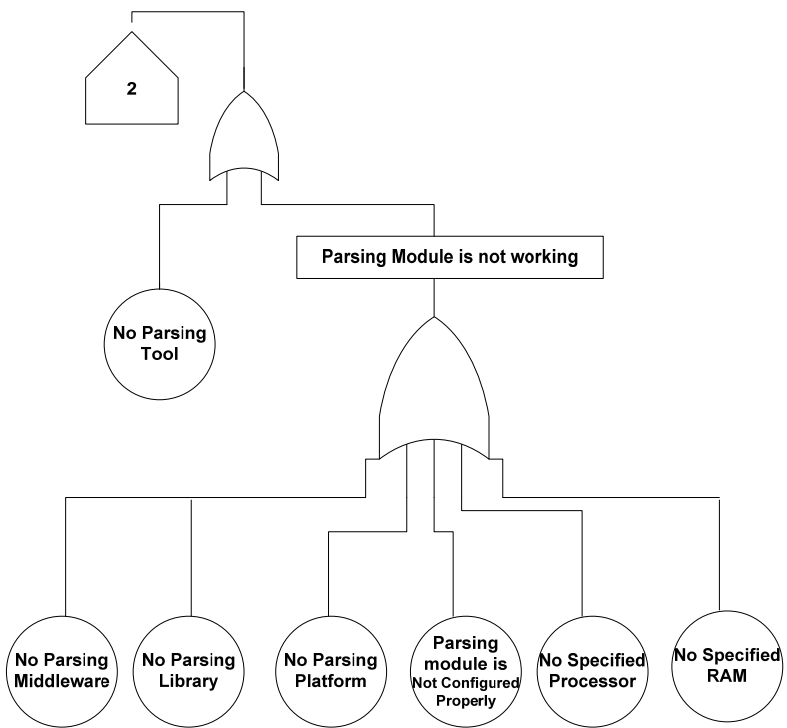 2
Parsing Module is not working
No Parsing
Tool
No Parsing
Middleware
No Parsing
Library
No Parsing
Platform
Parsing
module is
Not Configured
Properly
No Specified
Processor
No Specified
RAM